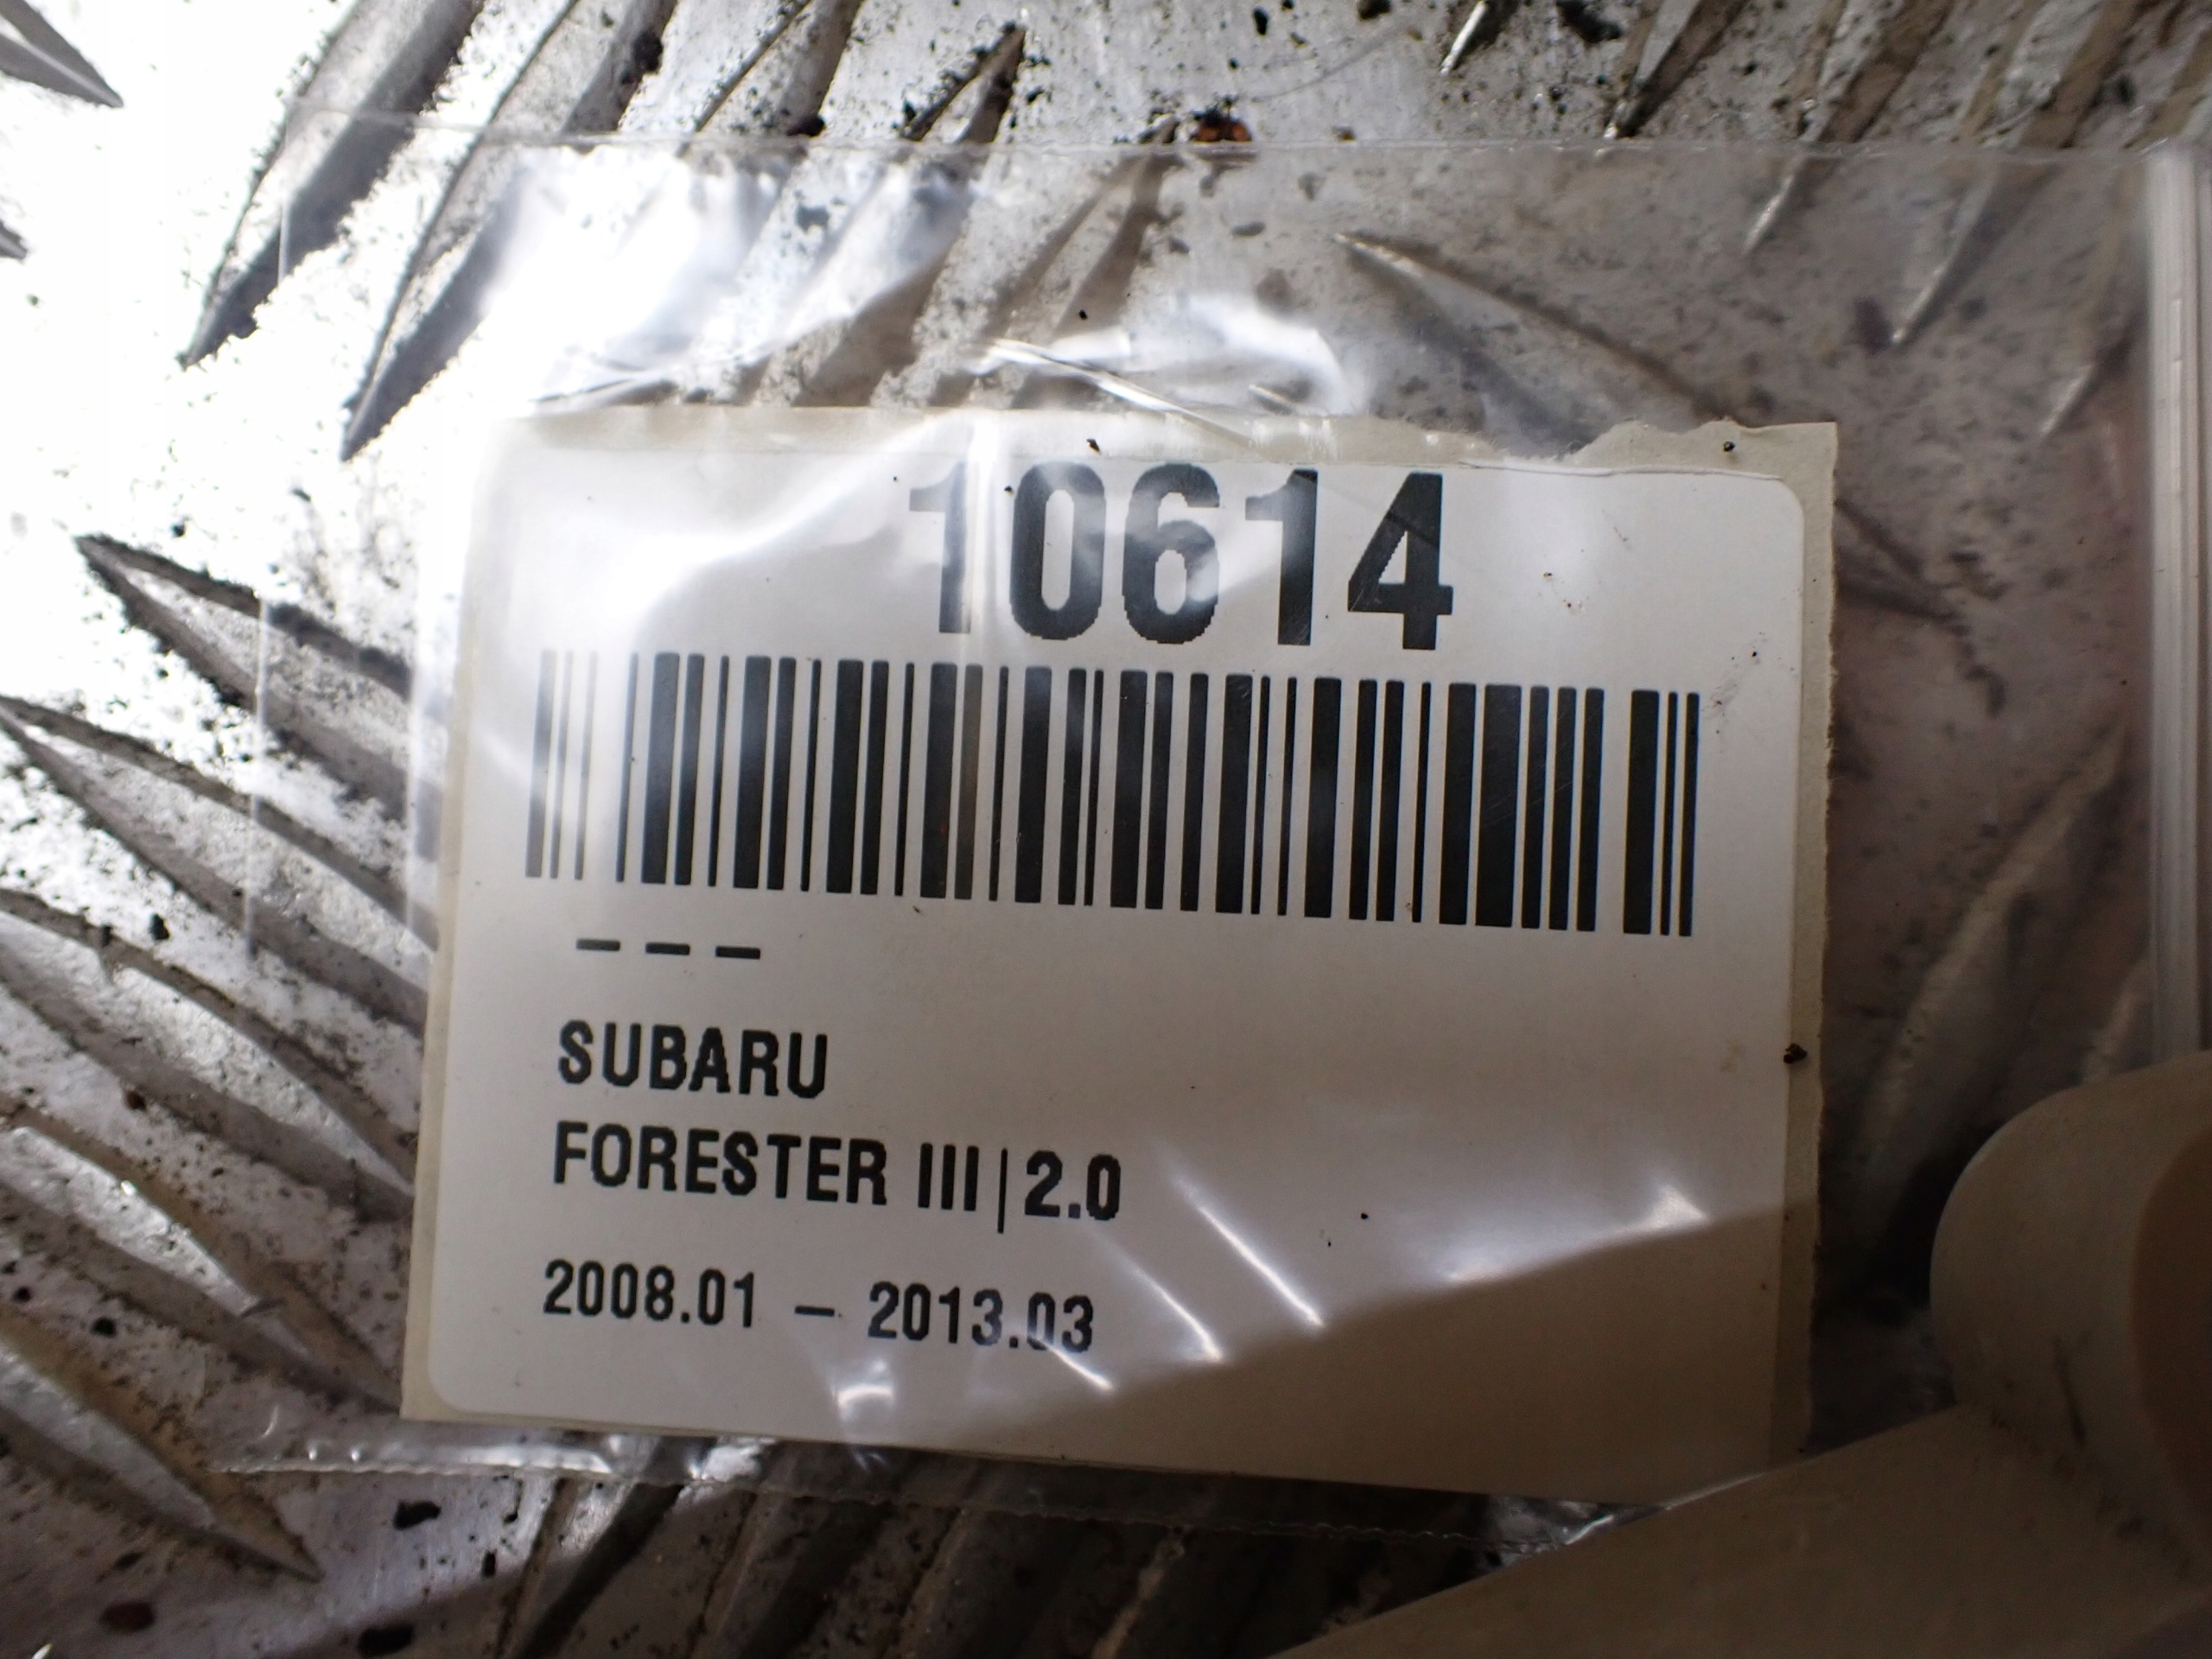 10614
– – –
SUBARU
FORESTER III|2.0
2008.01 – 2013.03